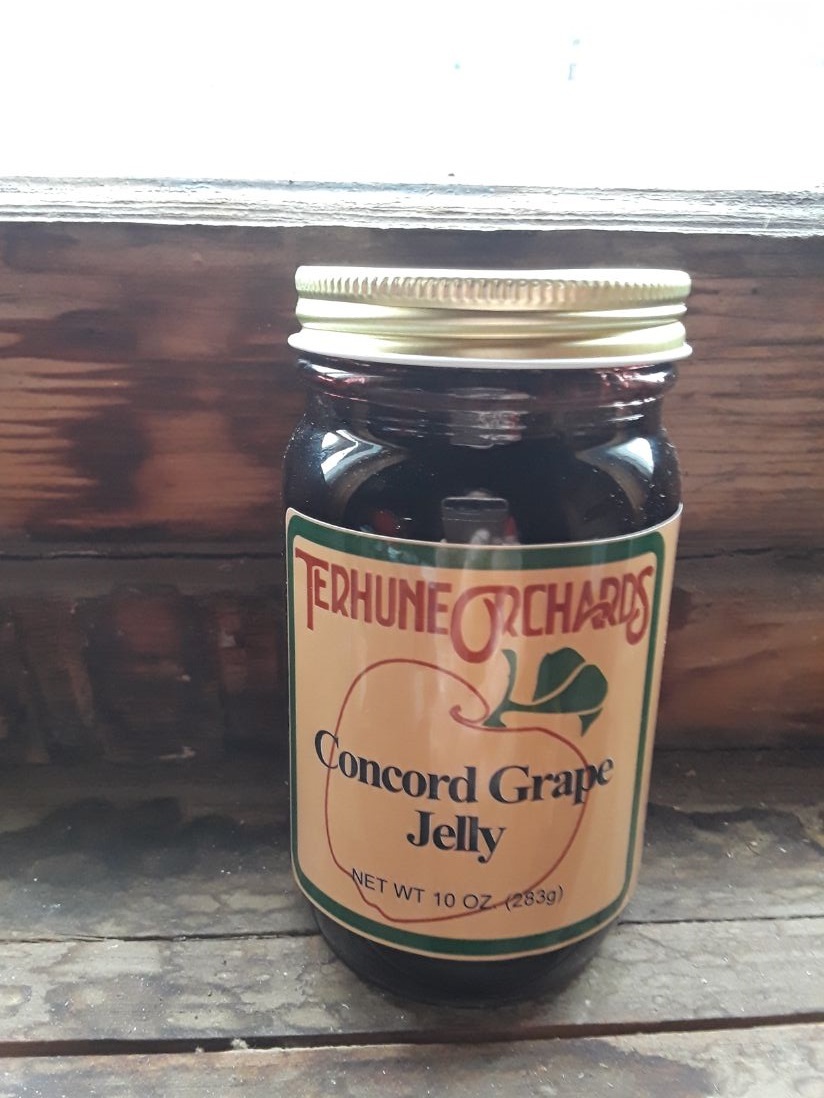 TERHUNE ORCHARDS
Concord Grape
Jelly
NET WT 10 OZ. (283g)